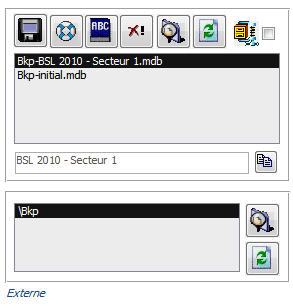 ABC
!
Bkp-BSL 2010 - Secteur 1.mdb
Bkp-initial.mdb
BSL 2010 - Secteur 1
\Bkp
Externe